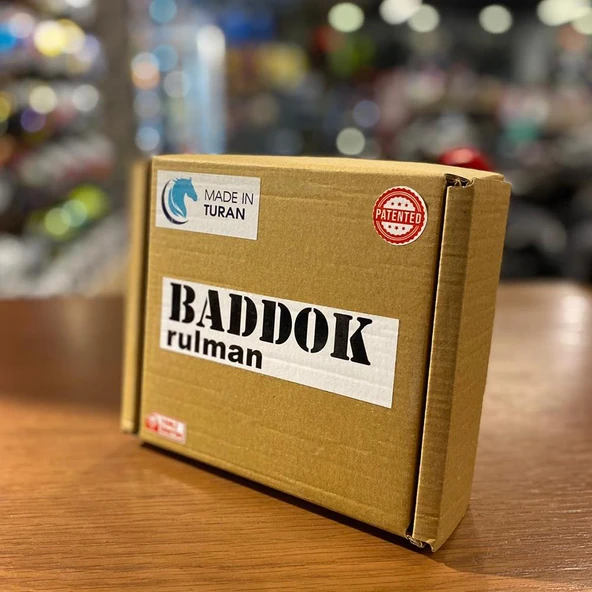 MADE IN
TURAN
PATENTED
BADDOK
rulman